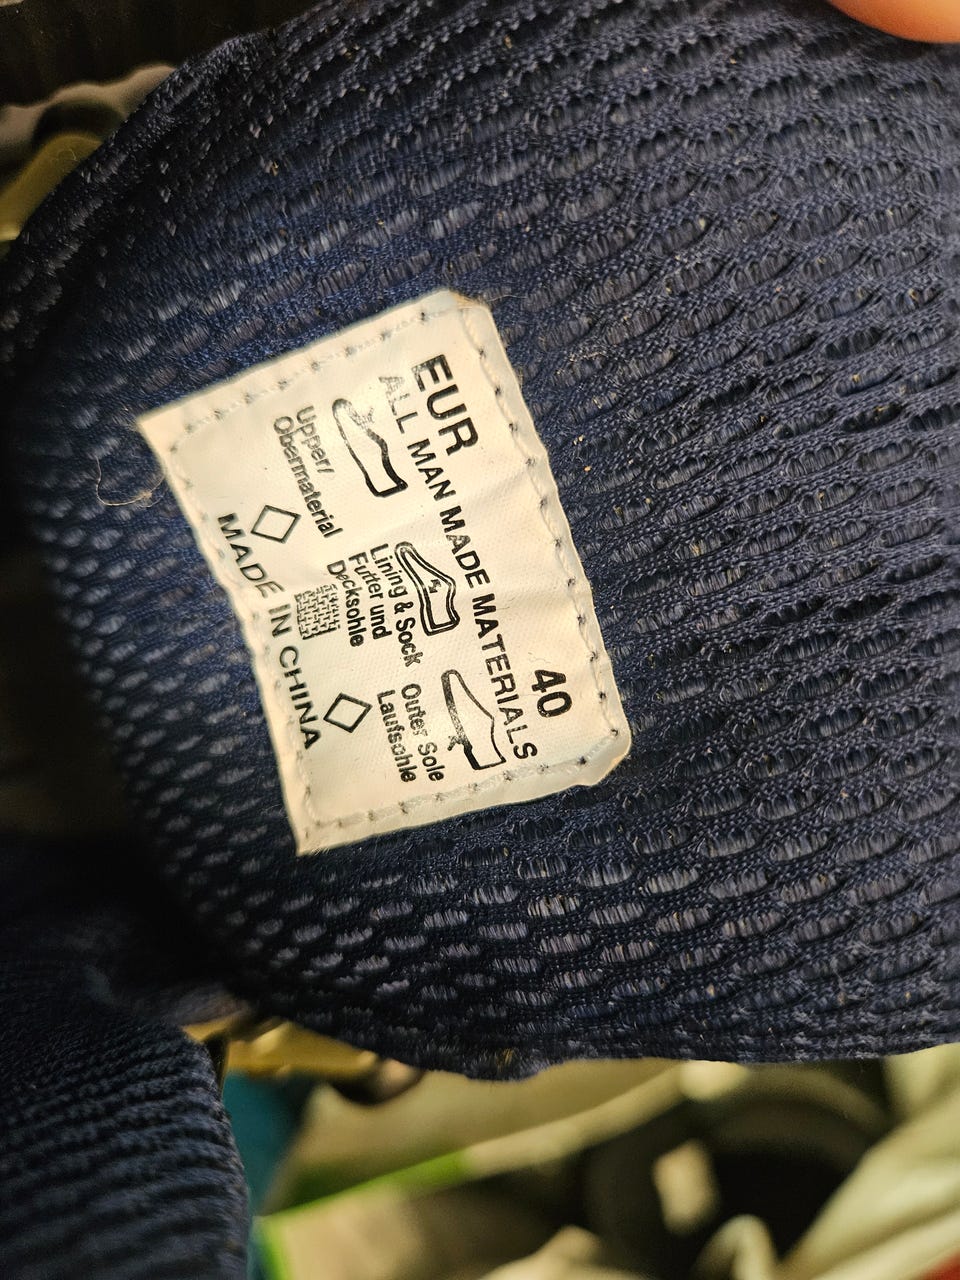 EUR 40
ALL MAN MADE MATERIALS
Upper/
Obermaterial
Lining & Sock
Futter und
Decksohle
Outer Sole
Laufsohle
MADE IN CHINA